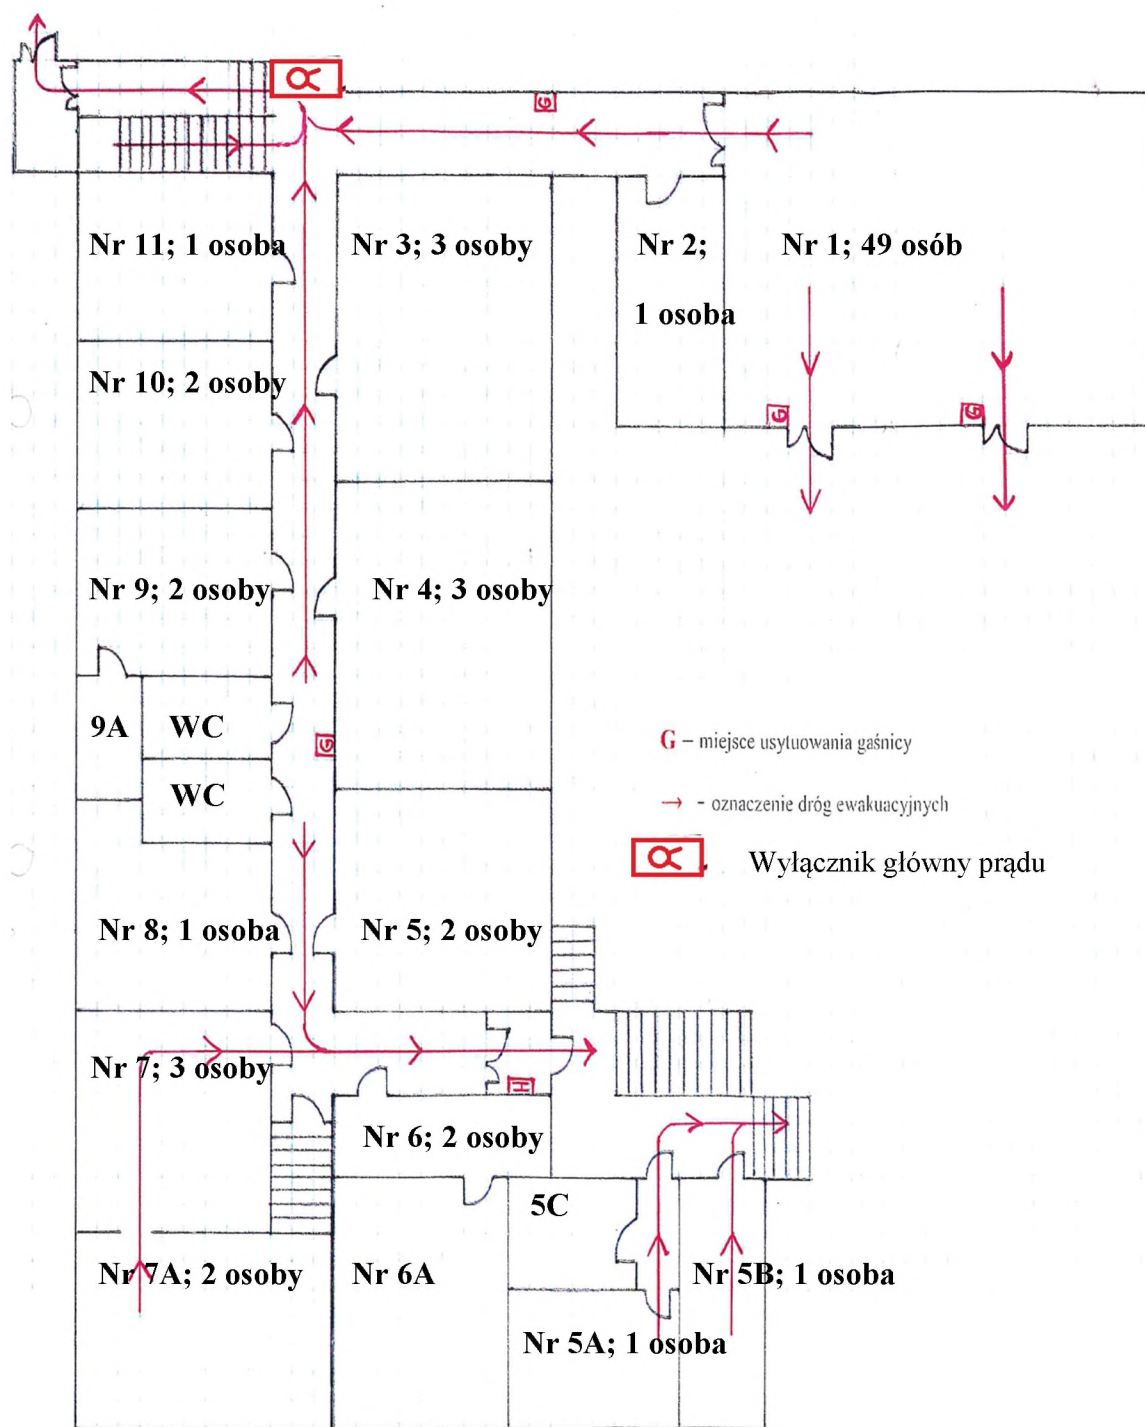 G
Nr 11; 1 osoba
Nr 3; 3 osoby
Nr 2;
1 osoba
Nr 1; 49 osób
Nr 10; 2 osoby
G
G
Nr 9; 2 osoby
Nr 4; 3 osoby
9A
WC
G
WC
G – miejsce usytuowania gaśnicy
→ - oznaczenie dróg ewakuacyjnych
Wyłącznik główny prądu
Nr 8; 1 osoba
Nr 5; 2 osoby
Nr 7; 3 osoby
H
Nr 6; 2 osoby
5C
Nr 7A; 2 osoby
Nr 6A
Nr 5B; 1 osoba
Nr 5A; 1 osoba